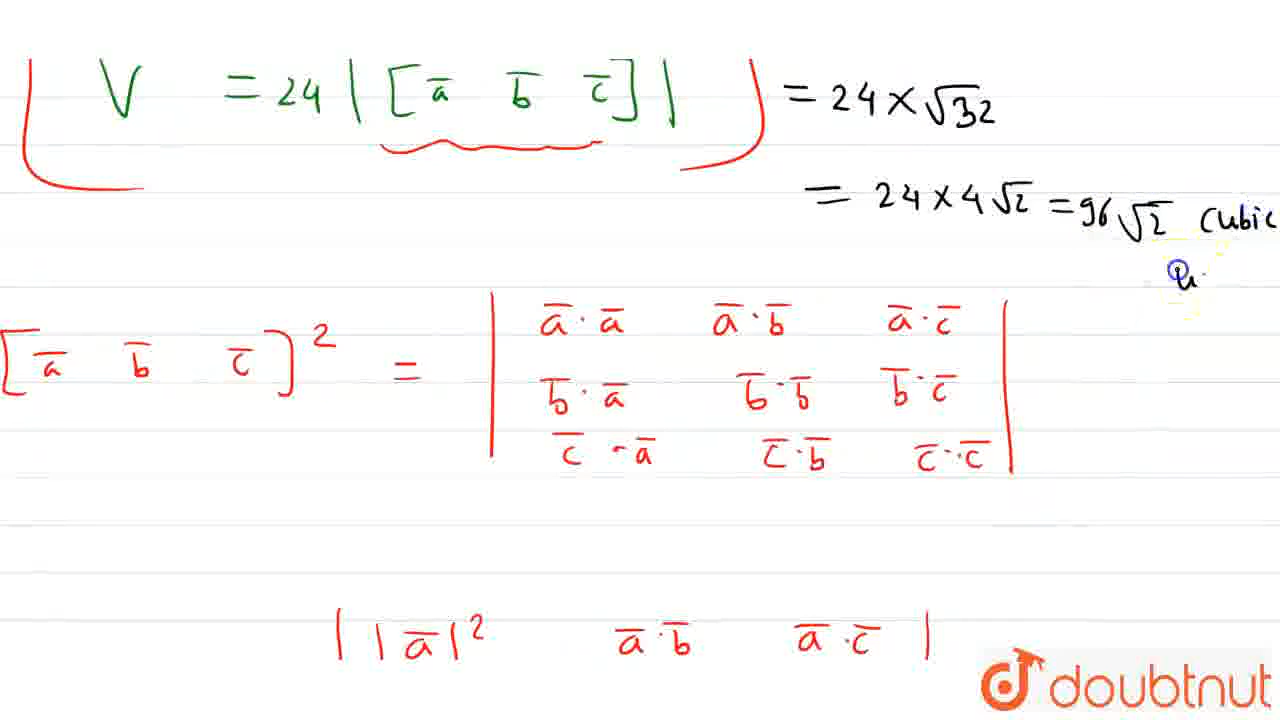 V = 24 |[a̅ b̅ c̅]| = 24 × √32
= 24 × 4√2 = 96√2 cubic
u.
[a̅ b̅ c̅]² = | a̅·a̅ a̅·b̅ a̅·c̅ |
| b̅·a̅ b̅·b̅ b̅·c̅ |
| c̅·a̅ c̅·b̅ c̅·c̅ |
| |a̅|² a̅·b̅ a̅·c̅ |
doubtnut